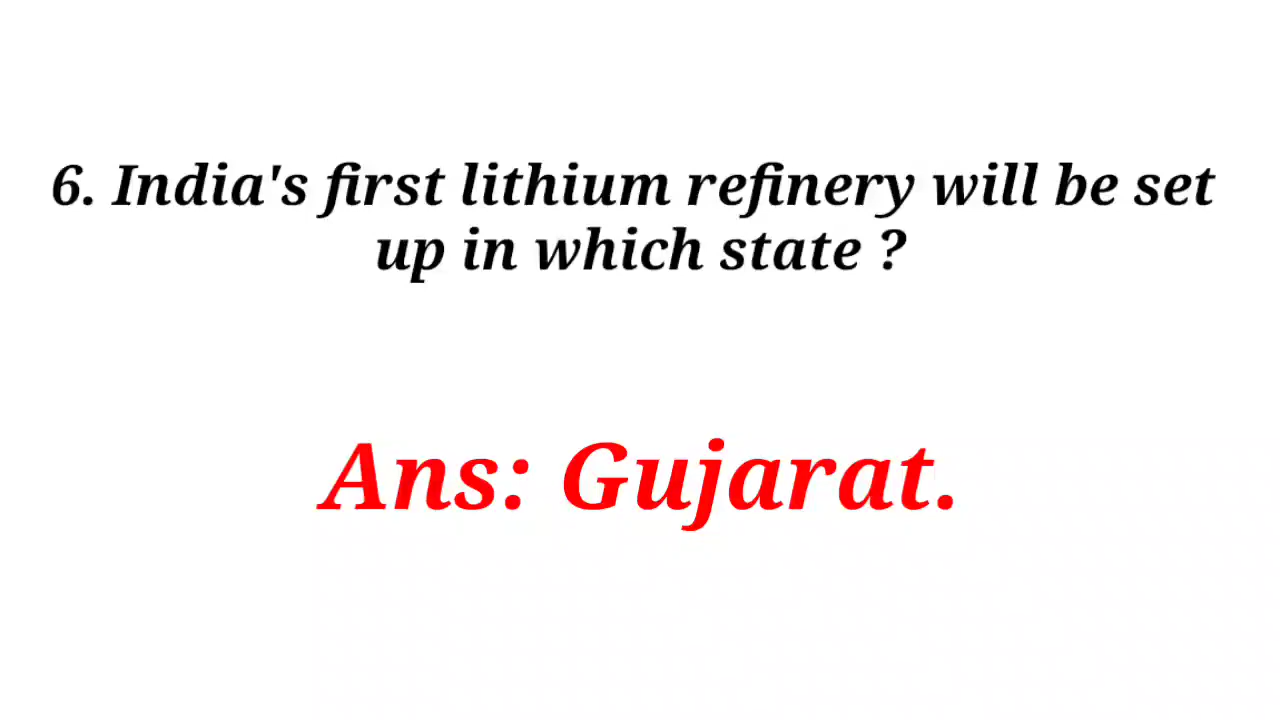 6. India's first lithium refinery will be set
up in which state ?
Ans: Gujarat.